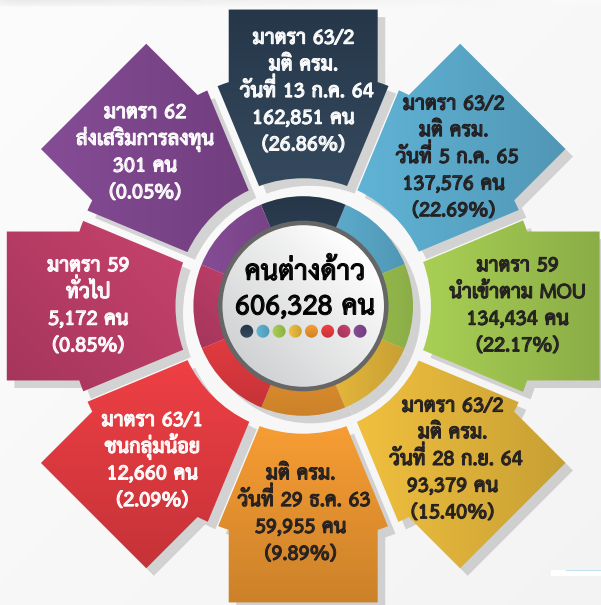 มาตรา 63/2
มติ ครม.
วันที่ 13 ก.ค. 64
162,851 คน
(26.86%)
มาตรา 63/2
มติ ครม.
วันที่ 5 ก.ค. 65
137,576 คน
(22.69%)
มาตรา 59
นำเข้าตาม MOU
134,434 คน
(22.17%)
มาตรา 63/2
มติ ครม.
วันที่ 28 ก.ย. 64
93,379 คน
(15.40%)
มติ ครม.
วันที่ 29 ธ.ค. 63
59,955 คน
(9.89%)
มาตรา 63/1
ชนกลุ่มน้อย
12,660 คน
(2.09%)
มาตรา 59
ทั่วไป
5,172 คน
(0.85%)
มาตรา 62
ส่งเสริมการลงทุน
301 คน
(0.05%)
คนต่างด้าว
606,328 คน